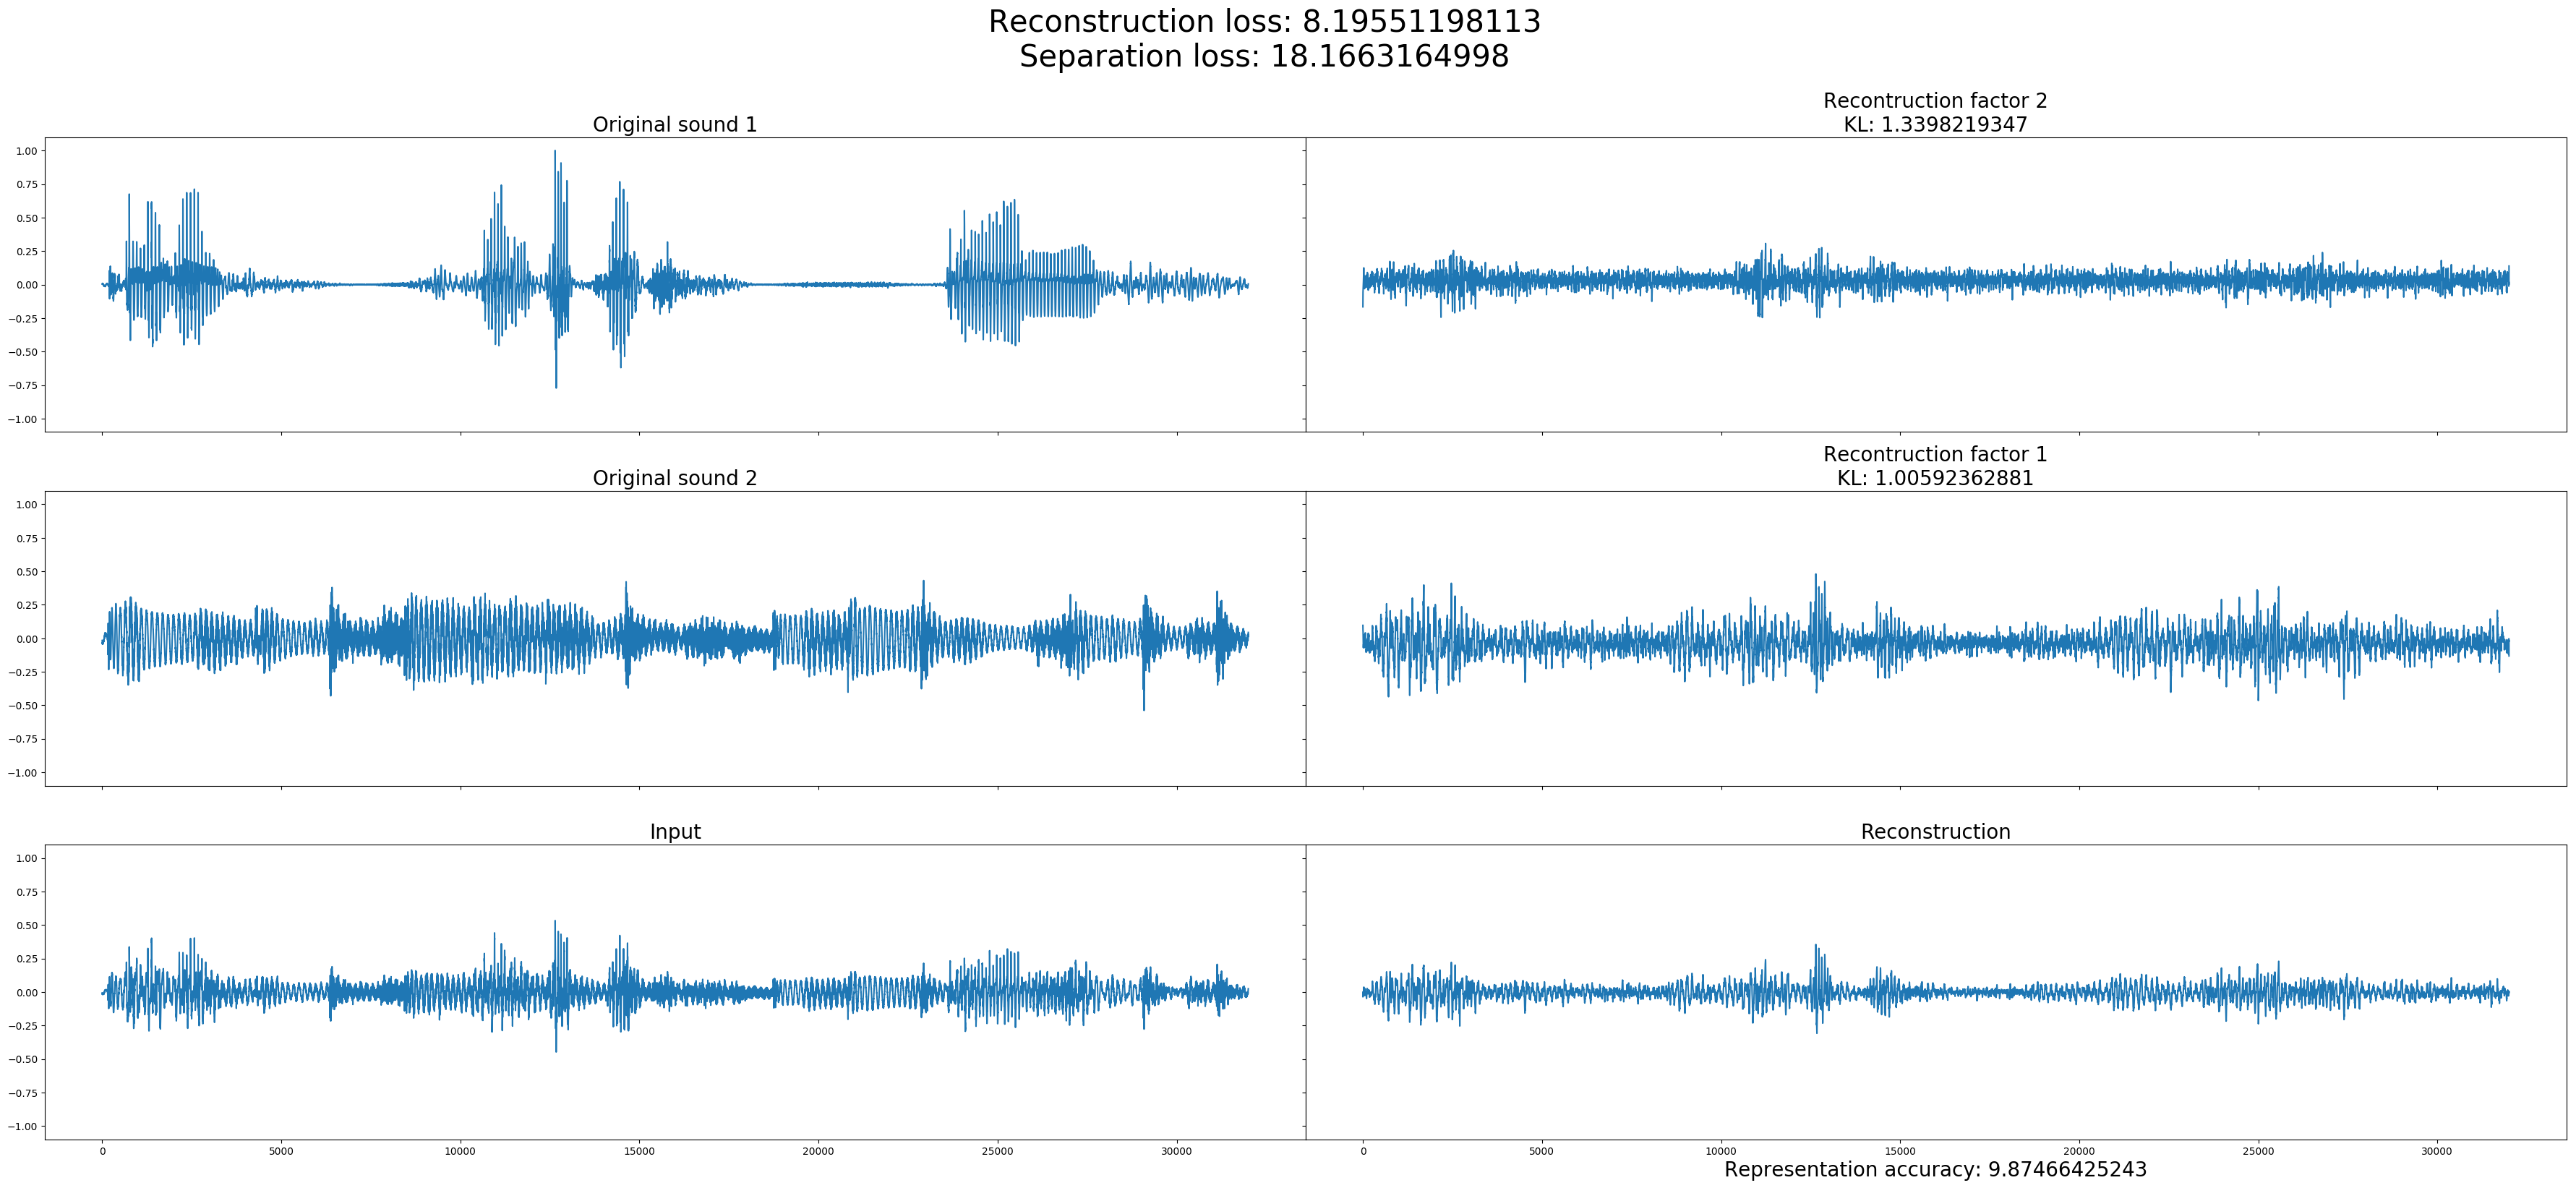 Reconstruction loss: 8.19551198113
Separation loss: 18.1663164998
Original sound 1
1.00
0.75
0.50
0.25
0.00
−0.25
−0.50
−0.75
−1.00
Recontruction factor 2
KL: 1.3398219347
Original sound 2
1.00
0.75
0.50
0.25
0.00
−0.25
−0.50
−0.75
−1.00
Recontruction factor 1
KL: 1.00592362881
Input
1.00
0.75
0.50
0.25
0.00
−0.25
−0.50
−0.75
−1.00
0 5000 10000 15000 20000 25000 30000
Reconstruction
0 5000 10000 15000 20000 25000 30000
Representation accuracy: 9.87466425243